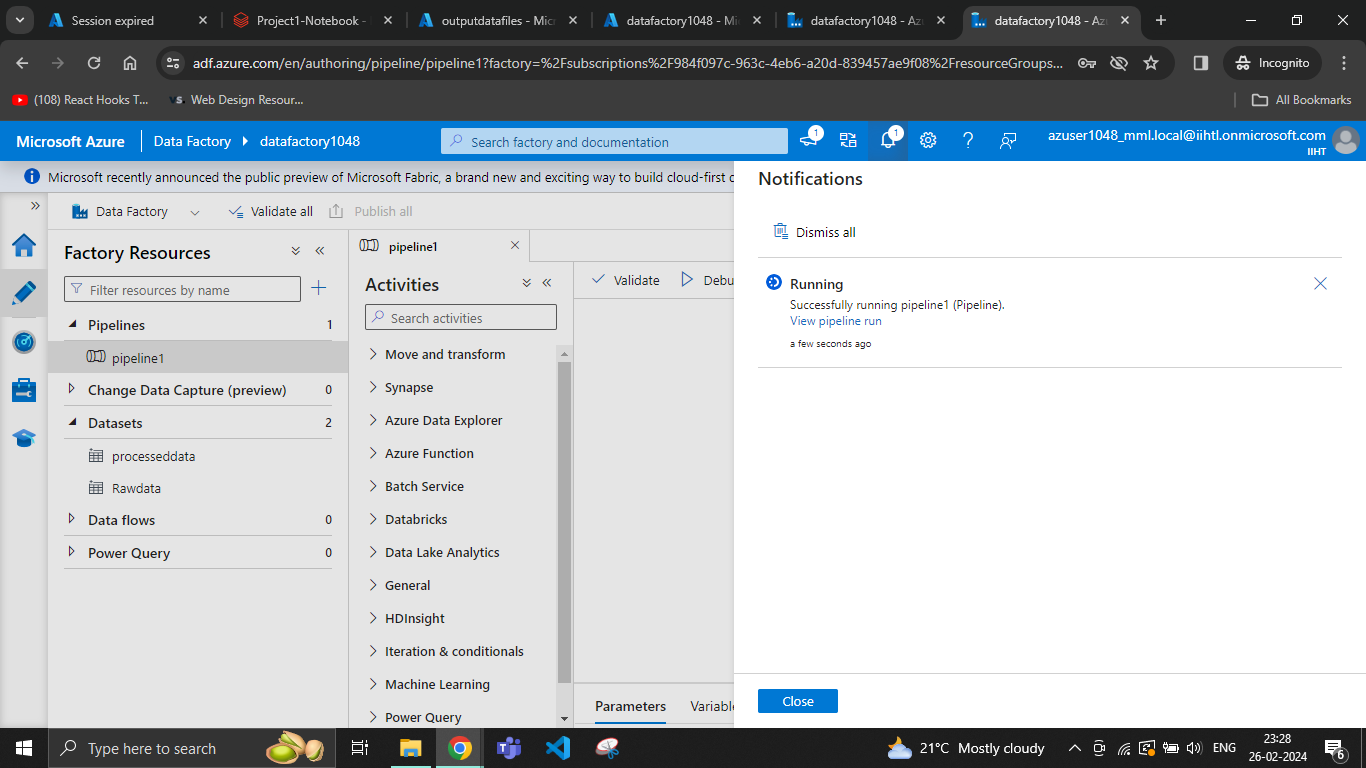 Session expired
Project1-Notebook -
outputdatafiles - Micr
datafactory1048 - Mi
datafactory1048 - Az
datafactory1048 - Az
adf.azure.com/en/authoring/pipeline/pipeline1?factory=%2Fsubscriptions%2F984f097c-963c-4eb6-a20d-839457ae9f08%2FresourceGroups...
Incognito
(108) React Hooks T...
VS.
Web Design Resour...
All Bookmarks
Microsoft Azure
Data Factory
datafactory1048
Search factory and documentation
1
1
azuser1048_mml.local@iihtl.onmicrosoft.com
IIHT
Microsoft recently announced the public preview of Microsoft Fabric, a brand new and exciting way to build cloud-first d
Data Factory
Validate all
Publish all
Factory Resources
Filter resources by name
Pipelines 1
pipeline1
Change Data Capture (preview) 0
Datasets 2
processeddata
Rawdata
Data flows 0
Power Query 0
pipeline1
Activities
Search activities
Move and transform
Synapse
Azure Data Explorer
Azure Function
Batch Service
Databricks
Data Lake Analytics
General
HDInsight
Iteration & conditionals
Machine Learning
Power Query
Validate
Debu
Parameters
Variable
Notifications
Dismiss all
Running
Successfully running pipeline1 (Pipeline).
View pipeline run
a few seconds ago
Close
Type here to search
21°C Mostly cloudy
ENG
23:28
26-02-2024
6